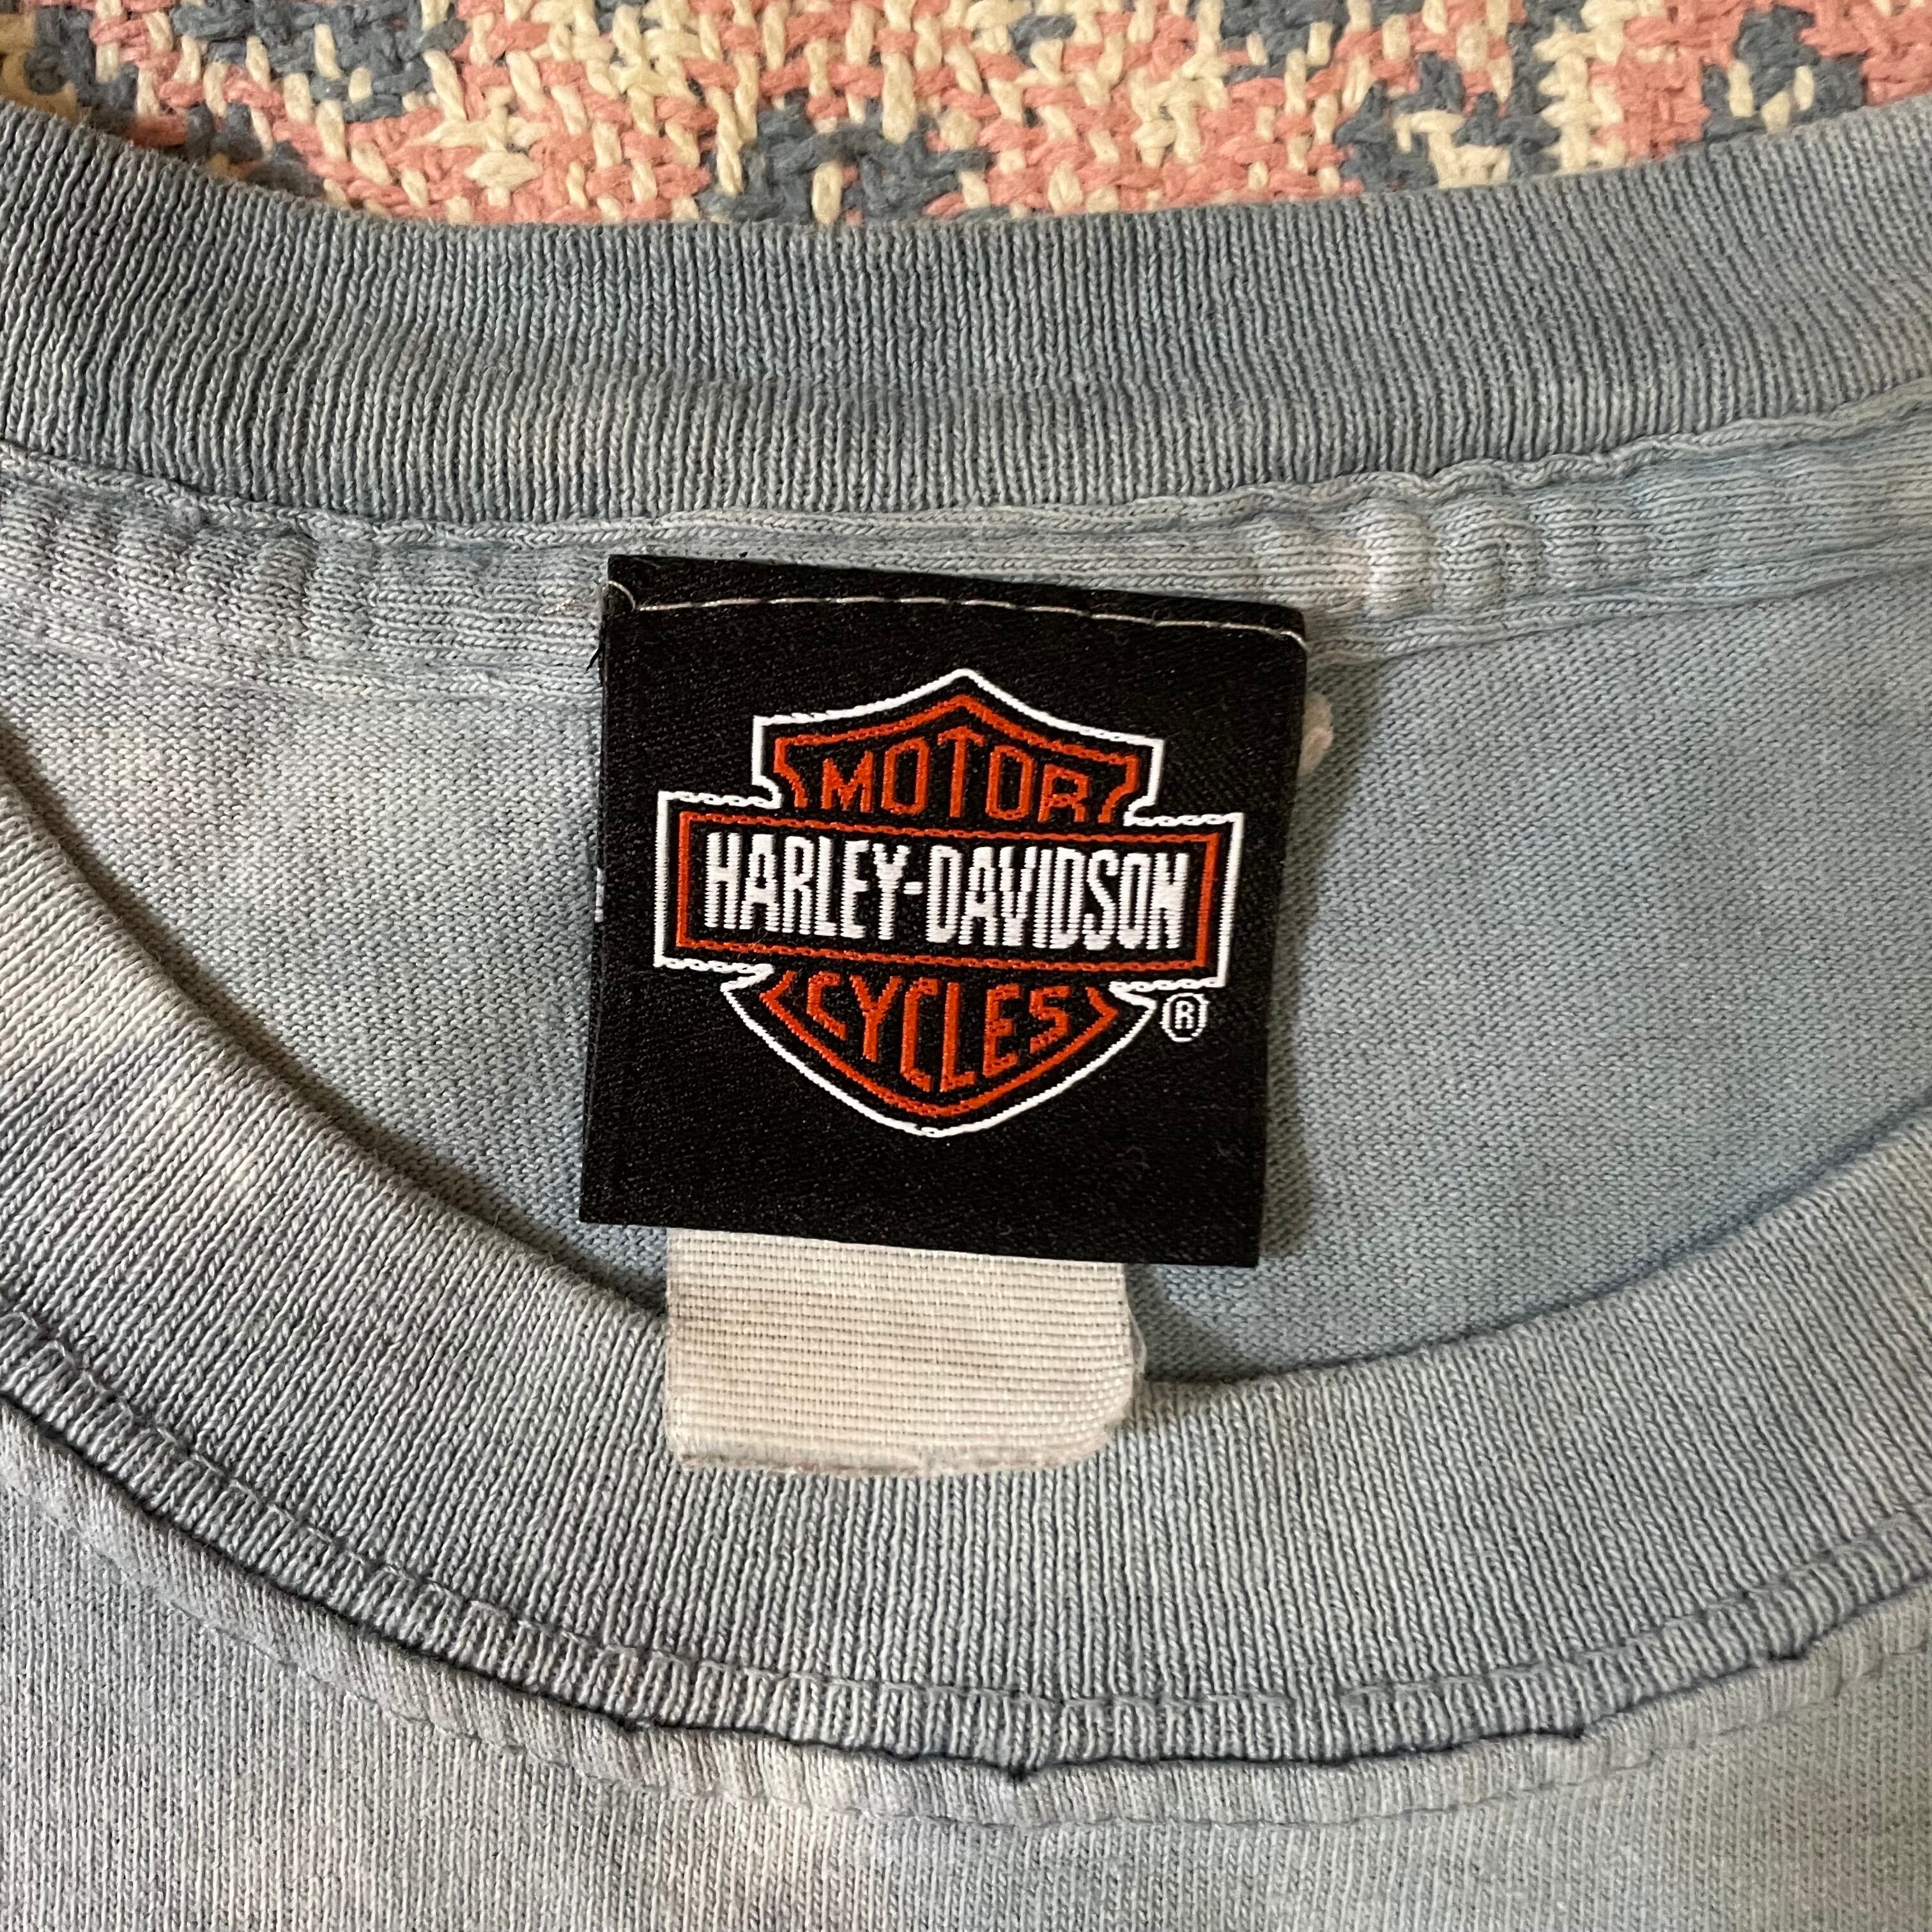 MOTOR
HARLEY-DAVIDSON
CYCLES
®